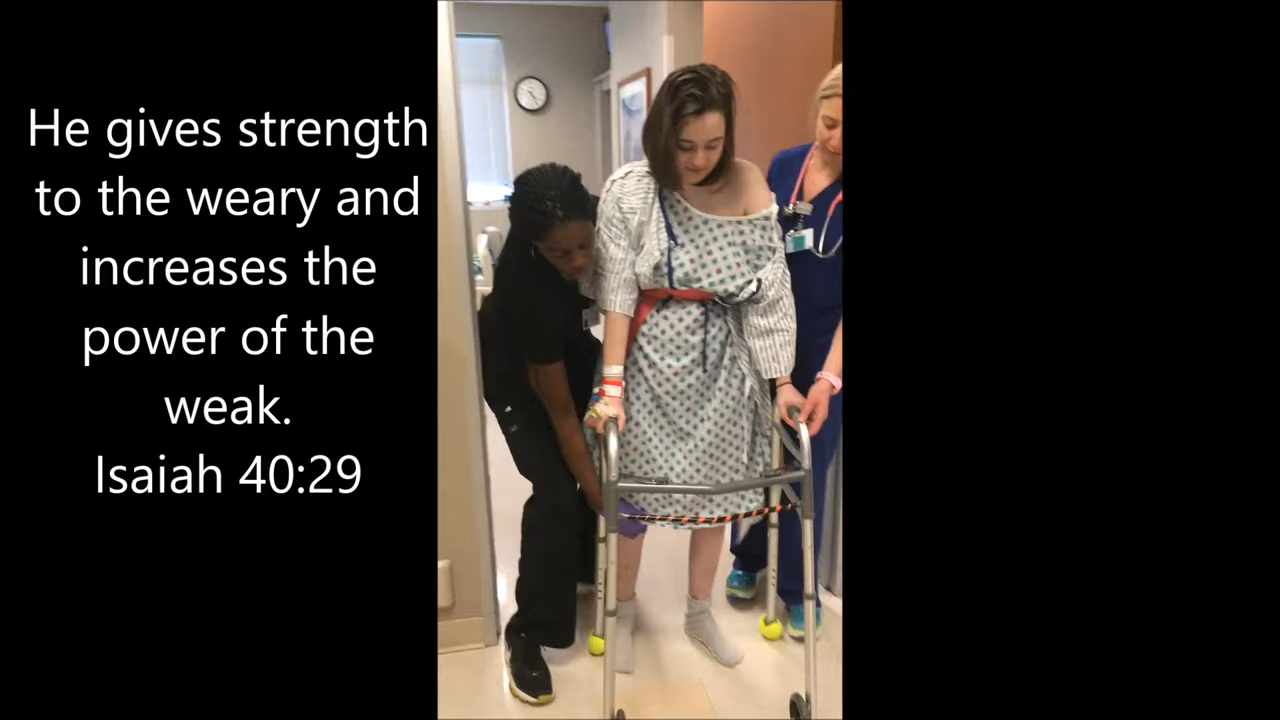 He gives strength
to the weary and
increases the
power of the
weak.
Isaiah 40:29